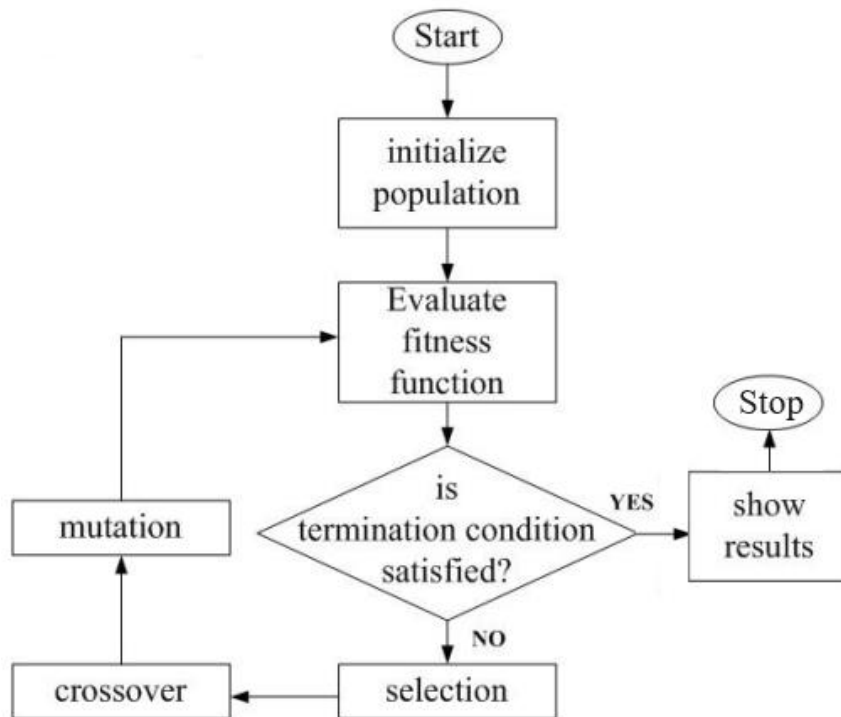 Start
initialize
population
Evaluate
fitness
function
is
termination condition
satisfied?
YES
show
results
Stop
NO
selection
crossover
mutation